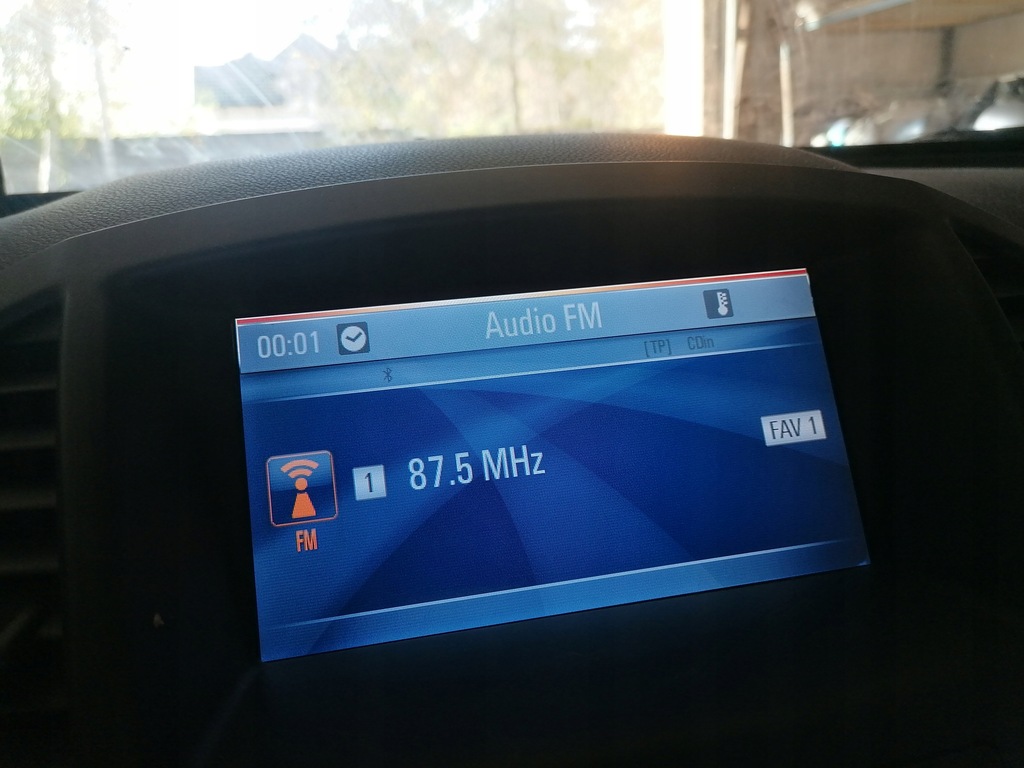 00:01 Audio FM
[TP] CDin
FAV 1
1 87.5 MHz
FM